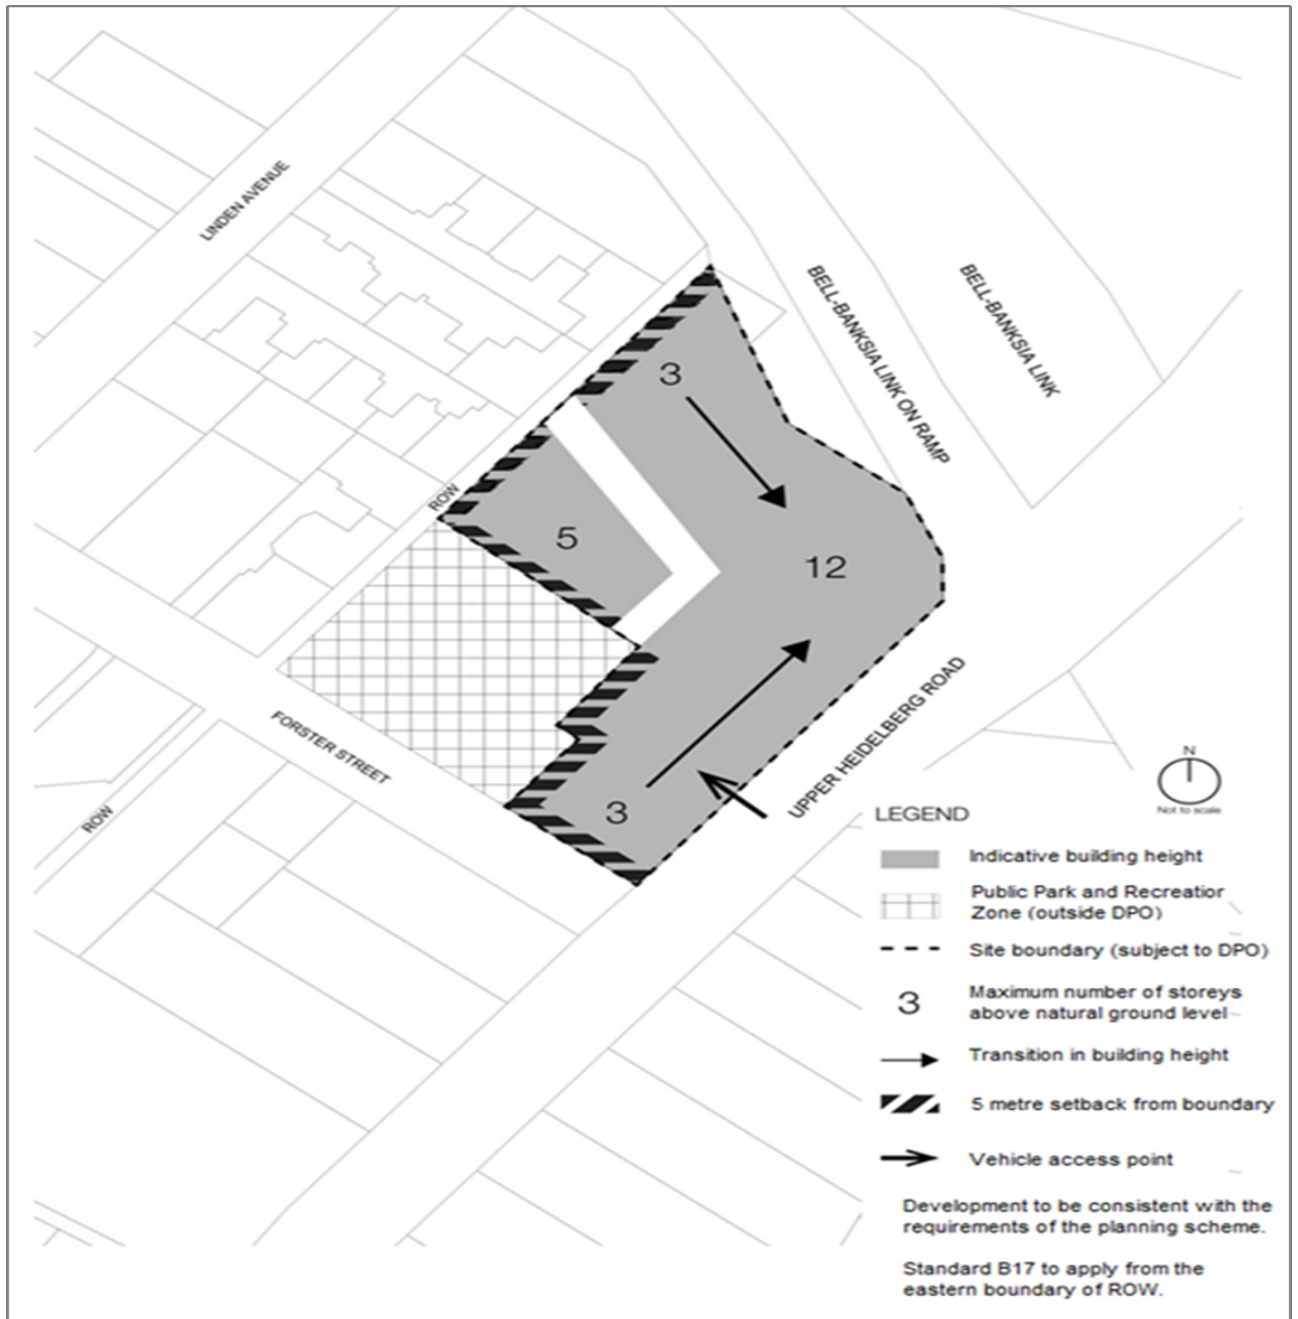 LINDEN AVENUE
BELL-BANKSIA LINK ON RAMP
BELL-BANKSIA LINK
3
ROW
5
12
UPPER HEIDELBERG ROAD
FORSTER STREET
3
ROW
N
Not to scale
LEGEND
Indicative building height
Public Park and Recreatior
Zone (outside DPO)
Site boundary (subject to DPO)
3
Maximum number of storeys
above natural ground level
Transition in building height
5 metre setback from boundary
Vehicle access point
Development to be consistent with the
requirements of the planning scheme.
Standard B17 to apply from the
eastern boundary of ROW.